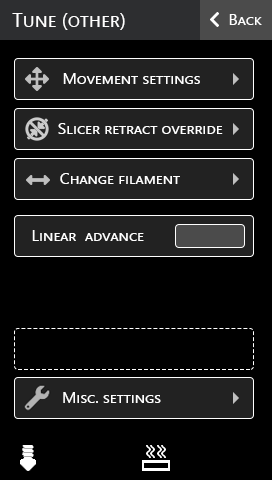 Tune (other)
Back
Movement settings
Slicer retract override
Change filament
Linear advance
Misc. settings